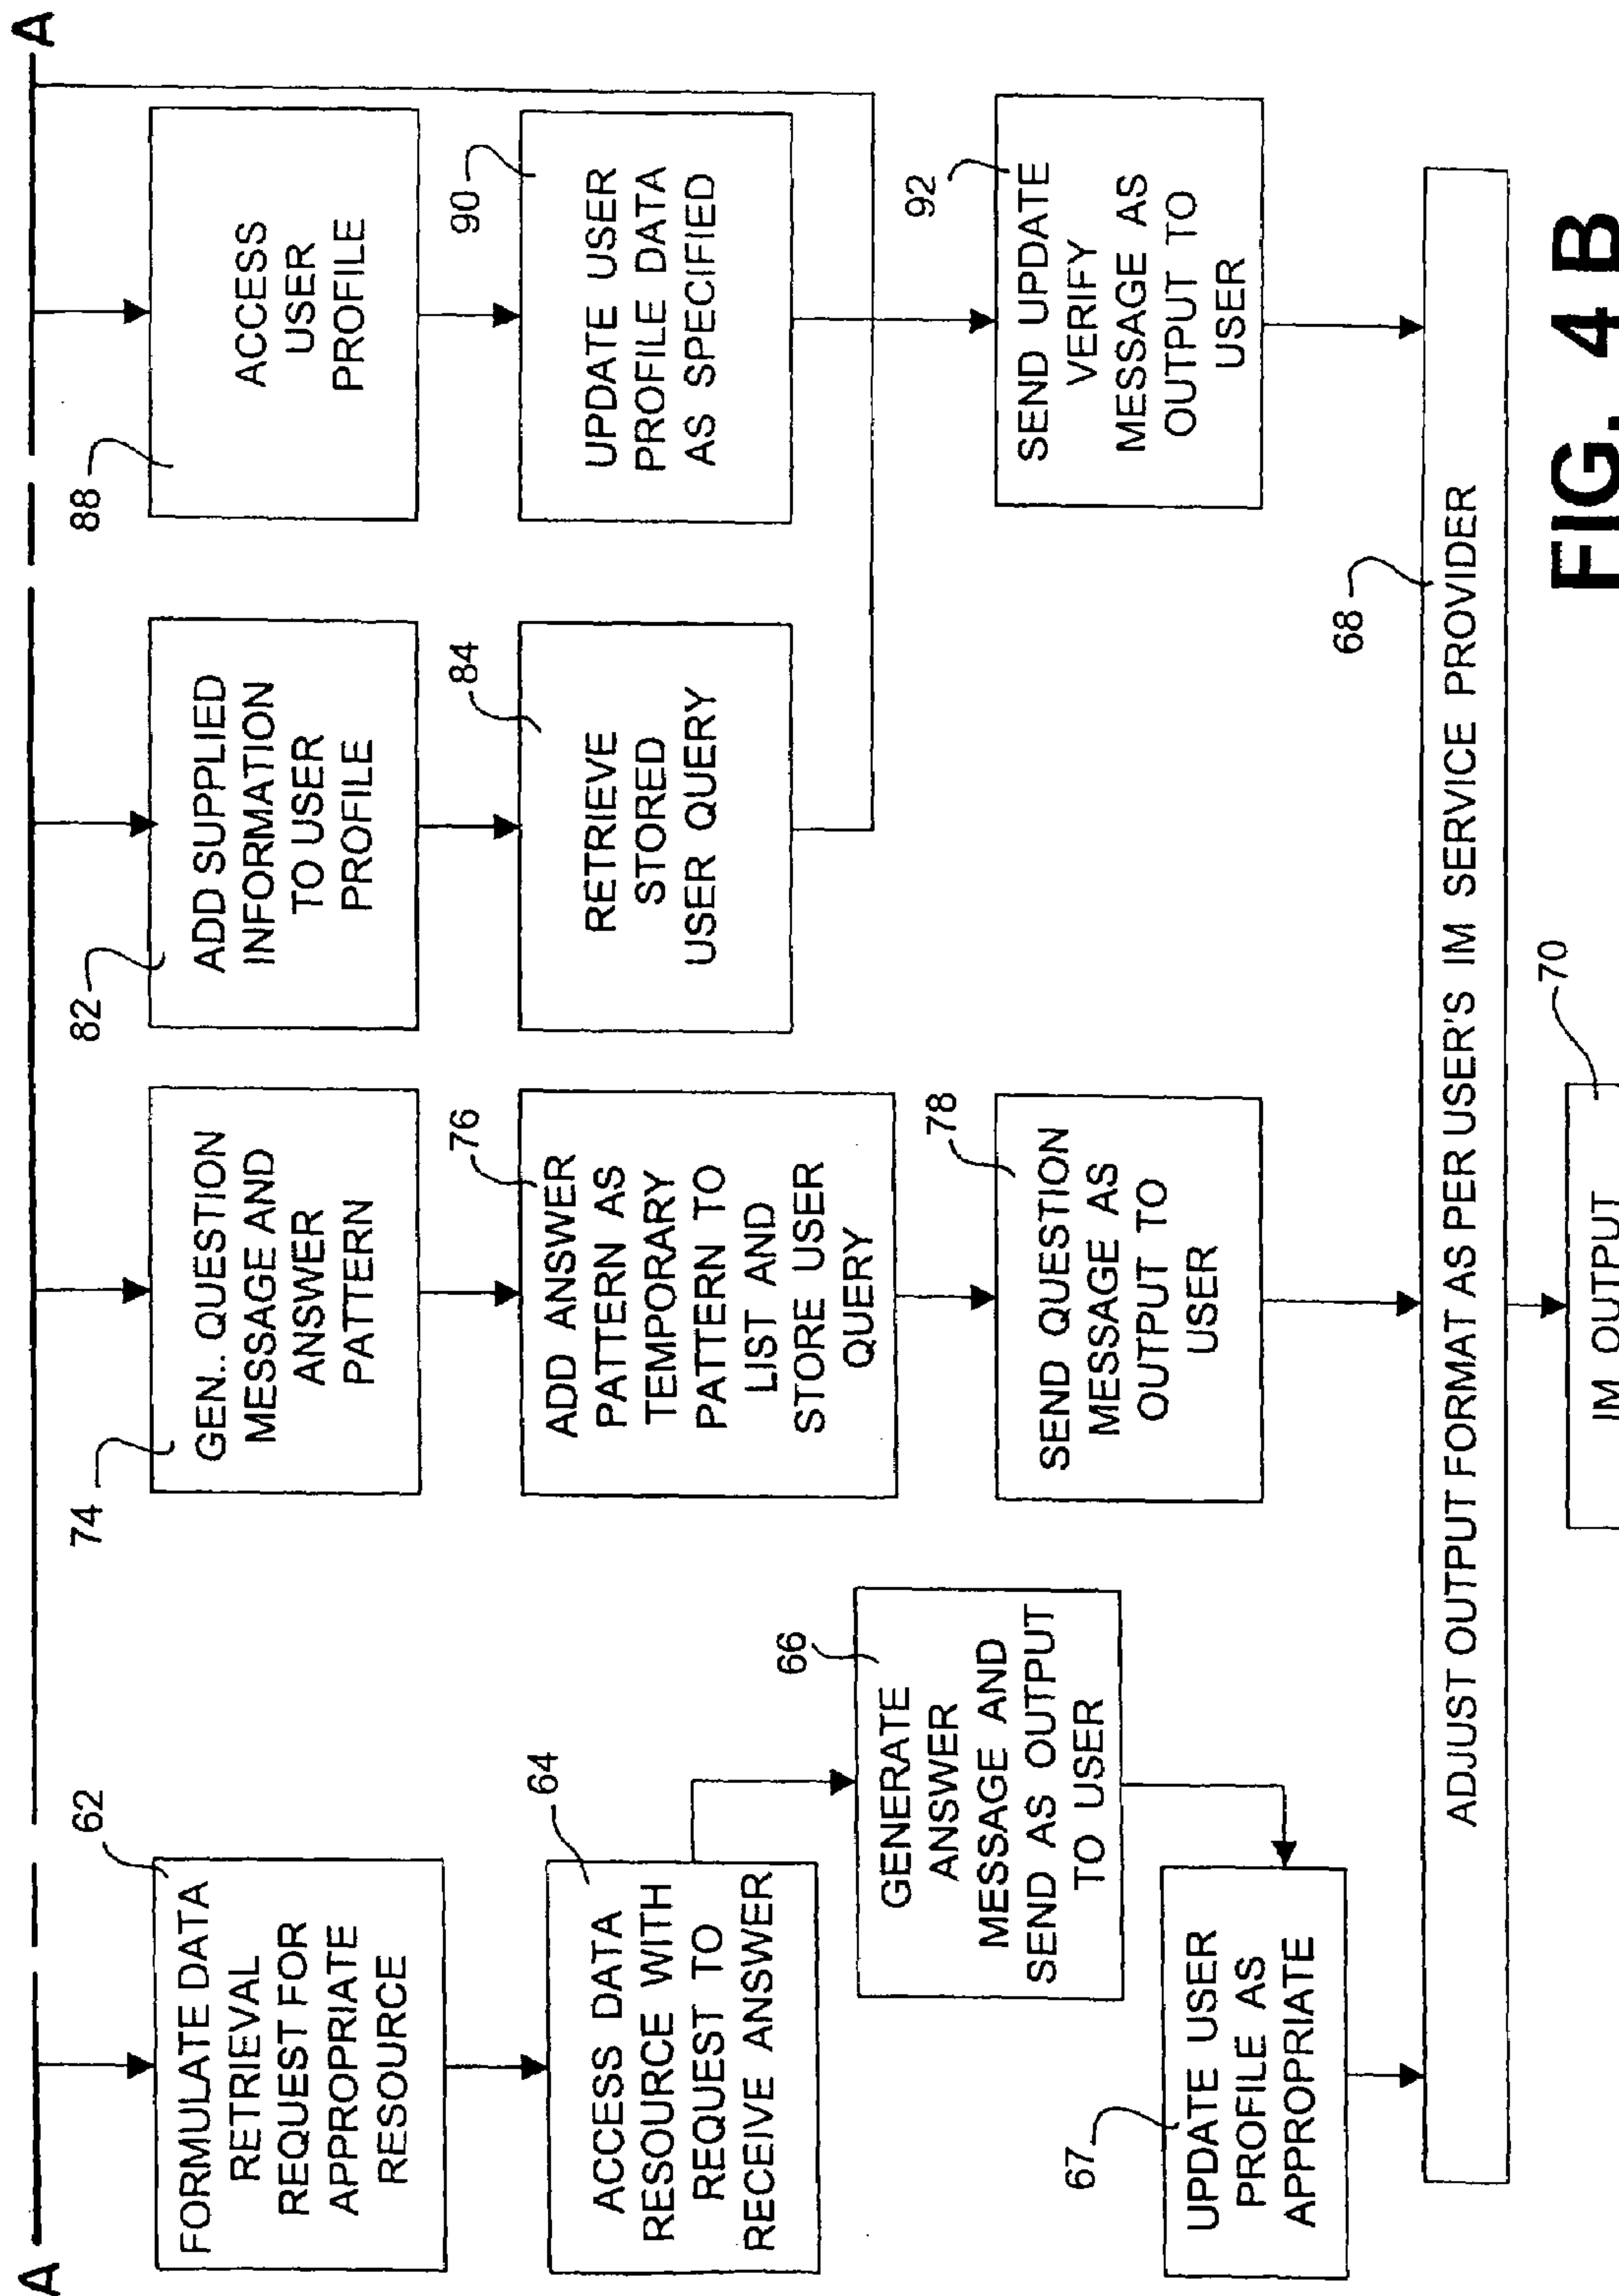 A
A
62
FORMULATE DATA
RETRIEVAL
REQUEST FOR
APPROPRIATE
RESOURCE
64
ACCESS DATA
RESOURCE WITH
REQUEST TO
RECEIVE ANSWER
66
GENERATE
ANSWER
MESSAGE AND
SEND AS OUTPUT
TO USER
67
UPDATE USER
PROFILE AS
APPROPRIATE
74
GEN.. QUESTION
MESSAGE AND
ANSWER
PATTERN
76
ADD ANSWER
PATTERN AS
TEMPORARY
PATTERN TO
LIST AND
STORE USER
QUERY
78
SEND QUESTION
MESSAGE AS
OUTPUT TO
USER
82
ADD SUPPLIED
INFORMATION
TO USER
PROFILE
84
RETRIEVE
STORED
USER QUERY
88
ACCESS
USER
PROFILE
90
UPDATE USER
PROFILE DATA
AS SPECIFIED
92
SEND UPDATE
VERIFY
MESSAGE AS
OUTPUT TO
USER
68
ADJUST OUTPUT FORMAT AS PER USER'S IM SERVICE PROVIDER
70
IM OUTPUT
FIG. 4 B